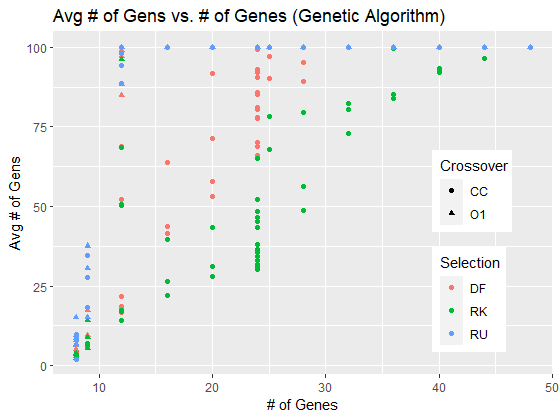 Avg # of Gens vs. # of Genes (Genetic Algorithm)
100
75
50
25
0
Avg # of Gens
10
20
30
40
50
# of Genes
Crossover
CC
O1
Selection
DF
RK
RU